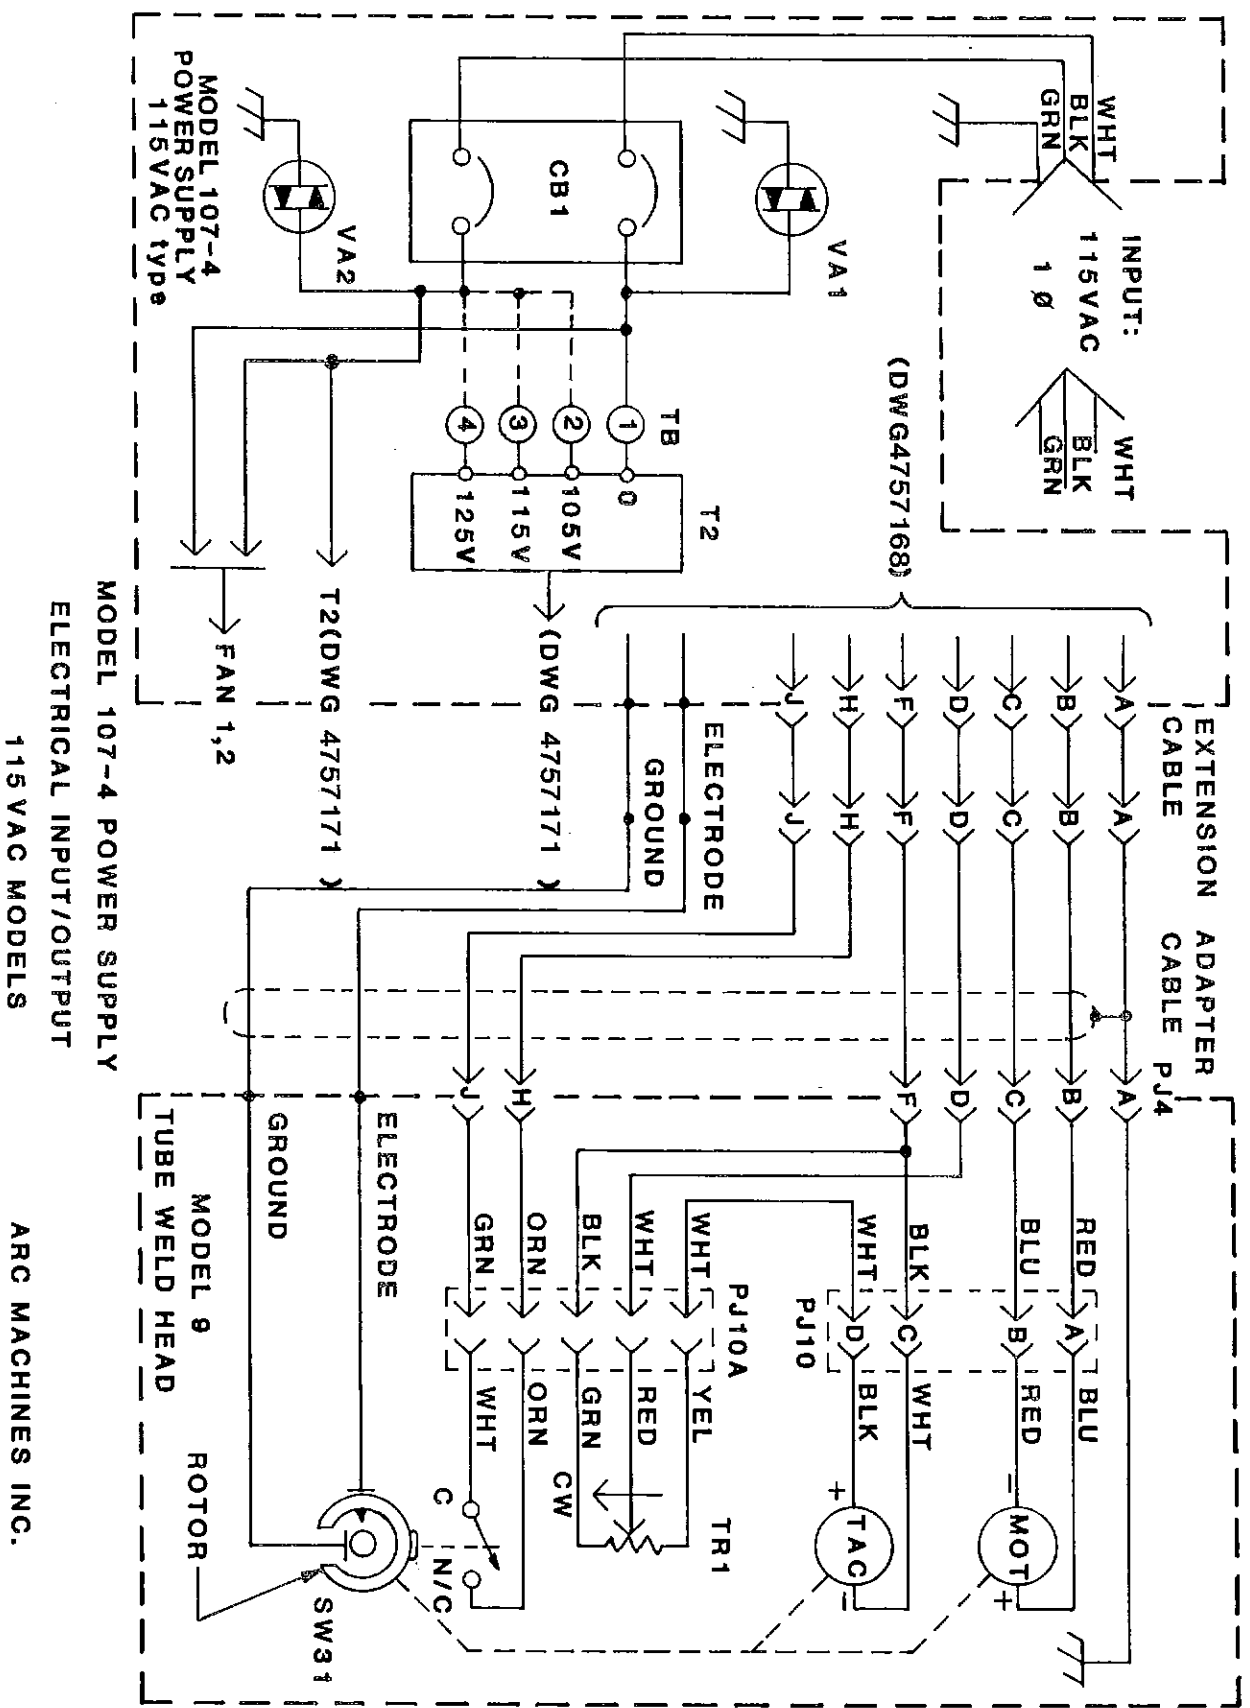 INPUT:
115VAC
1 Ø
WHT
BLK
GRN
WHT
BLK
GRN
VA1
CB1
VA2
MODEL 107-4
POWER SUPPLY
115VAC type
TB
1
2
3
4
T2
0
105V
115V
125V
(DWG4757168)
(DWG 4757171 )
T2(DWG 4757171 )
FAN 1,2
EXTENSION
CABLE
ADAPTER
CABLE
PJ4
A
B
C
D
F
H
J
A
B
C
D
F
H
J
A
B
C
D
F
H
J
ELECTRODE
GROUND
ELECTRODE
GROUND
RED
BLU
BLK
WHT
WHT
WHT
BLK
ORN
GRN
PJ10
A
B
C
D
PJ10A
BLU
RED
WHT
BLK
YEL
RED
GRN
ORN
WHT
MOT
-
+
TAC
+
-
TR1
CW
C
N/C
SW31
ROTOR
MODEL 9
TUBE WELD HEAD
MODEL 107-4 POWER SUPPLY
ELECTRICAL INPUT/OUTPUT
115VAC MODELS
ARC MACHINES INC.